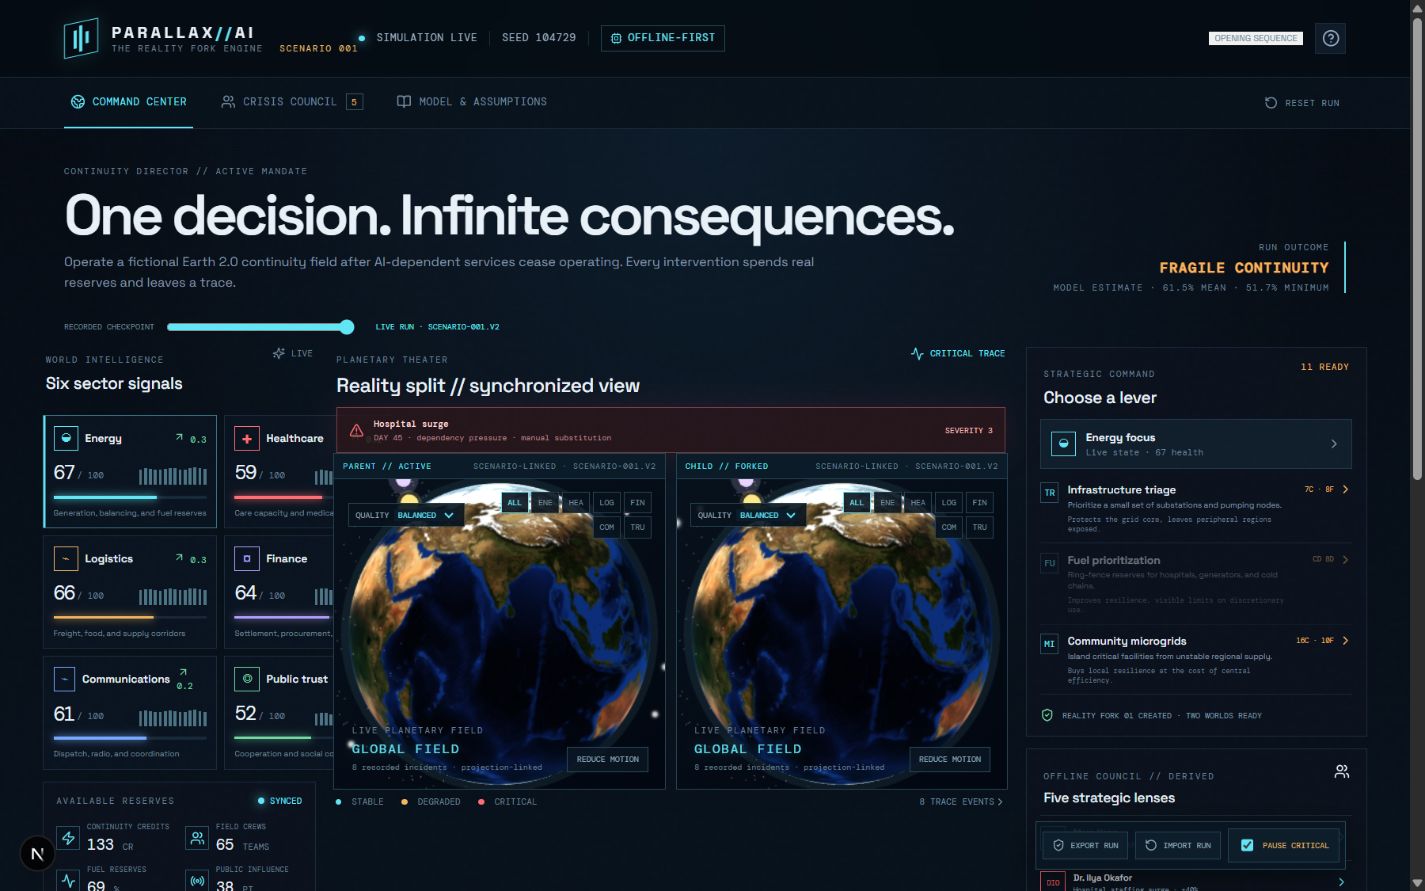 PARALLAX//AI
THE REALITY FORK ENGINE
SCENARIO 001
SIMULATION LIVE
SEED 104729
OFFLINE-FIRST
OPENING SEQUENCE
COMMAND CENTER
CRISIS COUNCIL 5
MODEL & ASSUMPTIONS
RESET RUN
CONTINUITY DIRECTOR // ACTIVE MANDATE
One decision. Infinite consequences.
Operate a fictional Earth 2.0 continuity field after AI-dependent services cease operating. Every intervention spends real
reserves and leaves a trace.
RUN OUTCOME
FRAGILE CONTINUITY
MODEL ESTIMATE · 61.5% MEAN · 51.7% MINIMUM
RECORDED CHECKPOINT
LIVE RUN · SCENARIO-001.V2
WORLD INTELLIGENCE
LIVE
Six sector signals
Energy
0.3
67 / 100
Generation, balancing, and fuel reserves
Healthcare
59 / 100
Care capacity and medica
Logistics
0.3
66 / 100
Freight, food, and supply corridors
Finance
64 / 100
Settlement, procurement,
Communications
0.2
61 / 100
Dispatch, radio, and coordination
Public trust
52 / 100
Cooperation and social co
AVAILABLE RESERVES
SYNCED
CONTINUITY CREDITS
133 CR
FIELD CREWS
65 TEAMS
FUEL RESERVES
69 %
PUBLIC INFLUENCE
38 PT
N
PLANETARY THEATER
CRITICAL TRACE
Reality split // synchronized view
Hospital surge
DAY 45 · dependency pressure · manual substitution
SEVERITY 3
PARENT // ACTIVE
SCENARIO-LINKED · SCENARIO-001.V2
QUALITY BALANCED
ALL ENE HEA LOG FIN
COM TRU
LIVE PLANETARY FIELD
GLOBAL FIELD
8 recorded incidents · projection-linked
REDUCE MOTION
CHILD // FORKED
SCENARIO-LINKED · SCENARIO-001.V2
QUALITY BALANCED
ALL ENE HEA LOG FIN
COM TRU
LIVE PLANETARY FIELD
GLOBAL FIELD
8 recorded incidents · projection-linked
REDUCE MOTION
STABLE
DEGRADED
CRITICAL
8 TRACE EVENTS
STRATEGIC COMMAND
11 READY
Choose a lever
Energy focus
Live state · 67 health
TR
Infrastructure triage
7C · 8F
Prioritize a small set of substations and pumping nodes.
Protects the grid core, leaves peripheral regions
exposed.
FU
Fuel prioritization
CD 8D
Ring-fence reserves for hospitals, generators, and cold
chains.
Improves resilience, visible limits on discretionary
use.
MI
Community microgrids
16C · 10F
Island critical facilities from unstable regional supply.
Buys local resilience at the cost of central
efficiency.
REALITY FORK 01 CREATED · TWO WORLDS READY
OFFLINE COUNCIL // DERIVED
Five strategic lenses
EXPORT RUN
IMPORT RUN
PAUSE CRITICAL
DIO
Dr. Ilya Okafor
Hospital staffing surge · +40%